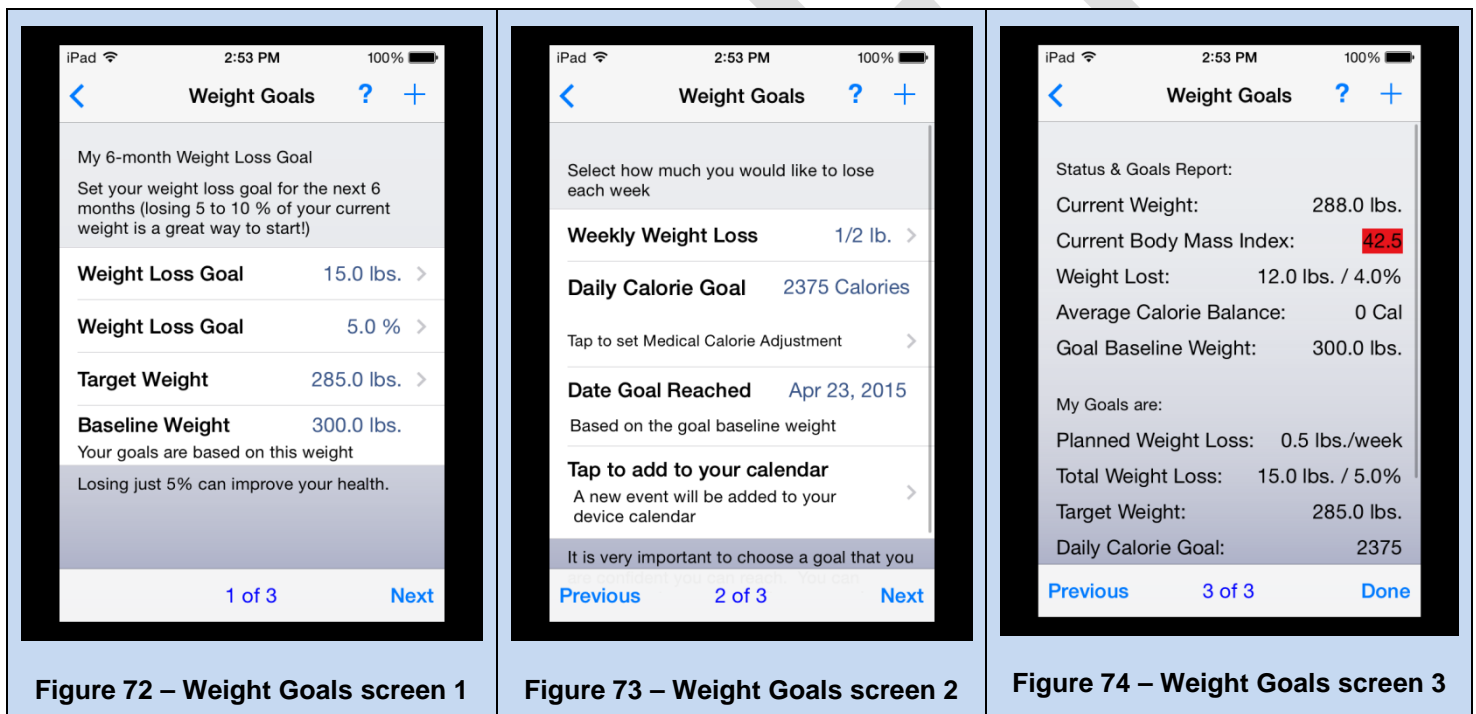 iPad 2:53 PM 100%
Weight Goals ? +
My 6-month Weight Loss Goal
Set your weight loss goal for the next 6
months (losing 5 to 10 % of your current
weight is a great way to start!)
Weight Loss Goal 15.0 lbs. >
Weight Loss Goal 5.0 % >
Target Weight 285.0 lbs. >
Baseline Weight 300.0 lbs.
Your goals are based on this weight
Losing just 5% can improve your health.
1 of 3 Next
Figure 72 – Weight Goals screen 1
iPad 2:53 PM 100%
Weight Goals ? +
Select how much you would like to lose
each week
Weekly Weight Loss 1/2 lb. >
Daily Calorie Goal 2375 Calories
Tap to set Medical Calorie Adjustment >
Date Goal Reached Apr 23, 2015
Based on the goal baseline weight
Tap to add to your calendar
A new event will be added to your
device calendar >
It is very important to choose a goal that you
are confident you can reach. You can
Previous 2 of 3 Next
Figure 73 – Weight Goals screen 2
iPad 2:53 PM 100%
Weight Goals ? +
Status & Goals Report:
Current Weight: 288.0 lbs.
Current Body Mass Index: 42.5
Weight Lost: 12.0 lbs. / 4.0%
Average Calorie Balance: 0 Cal
Goal Baseline Weight: 300.0 lbs.
My Goals are:
Planned Weight Loss: 0.5 lbs./week
Total Weight Loss: 15.0 lbs. / 5.0%
Target Weight: 285.0 lbs.
Daily Calorie Goal: 2375
Previous 3 of 3 Done
Figure 74 – Weight Goals screen 3